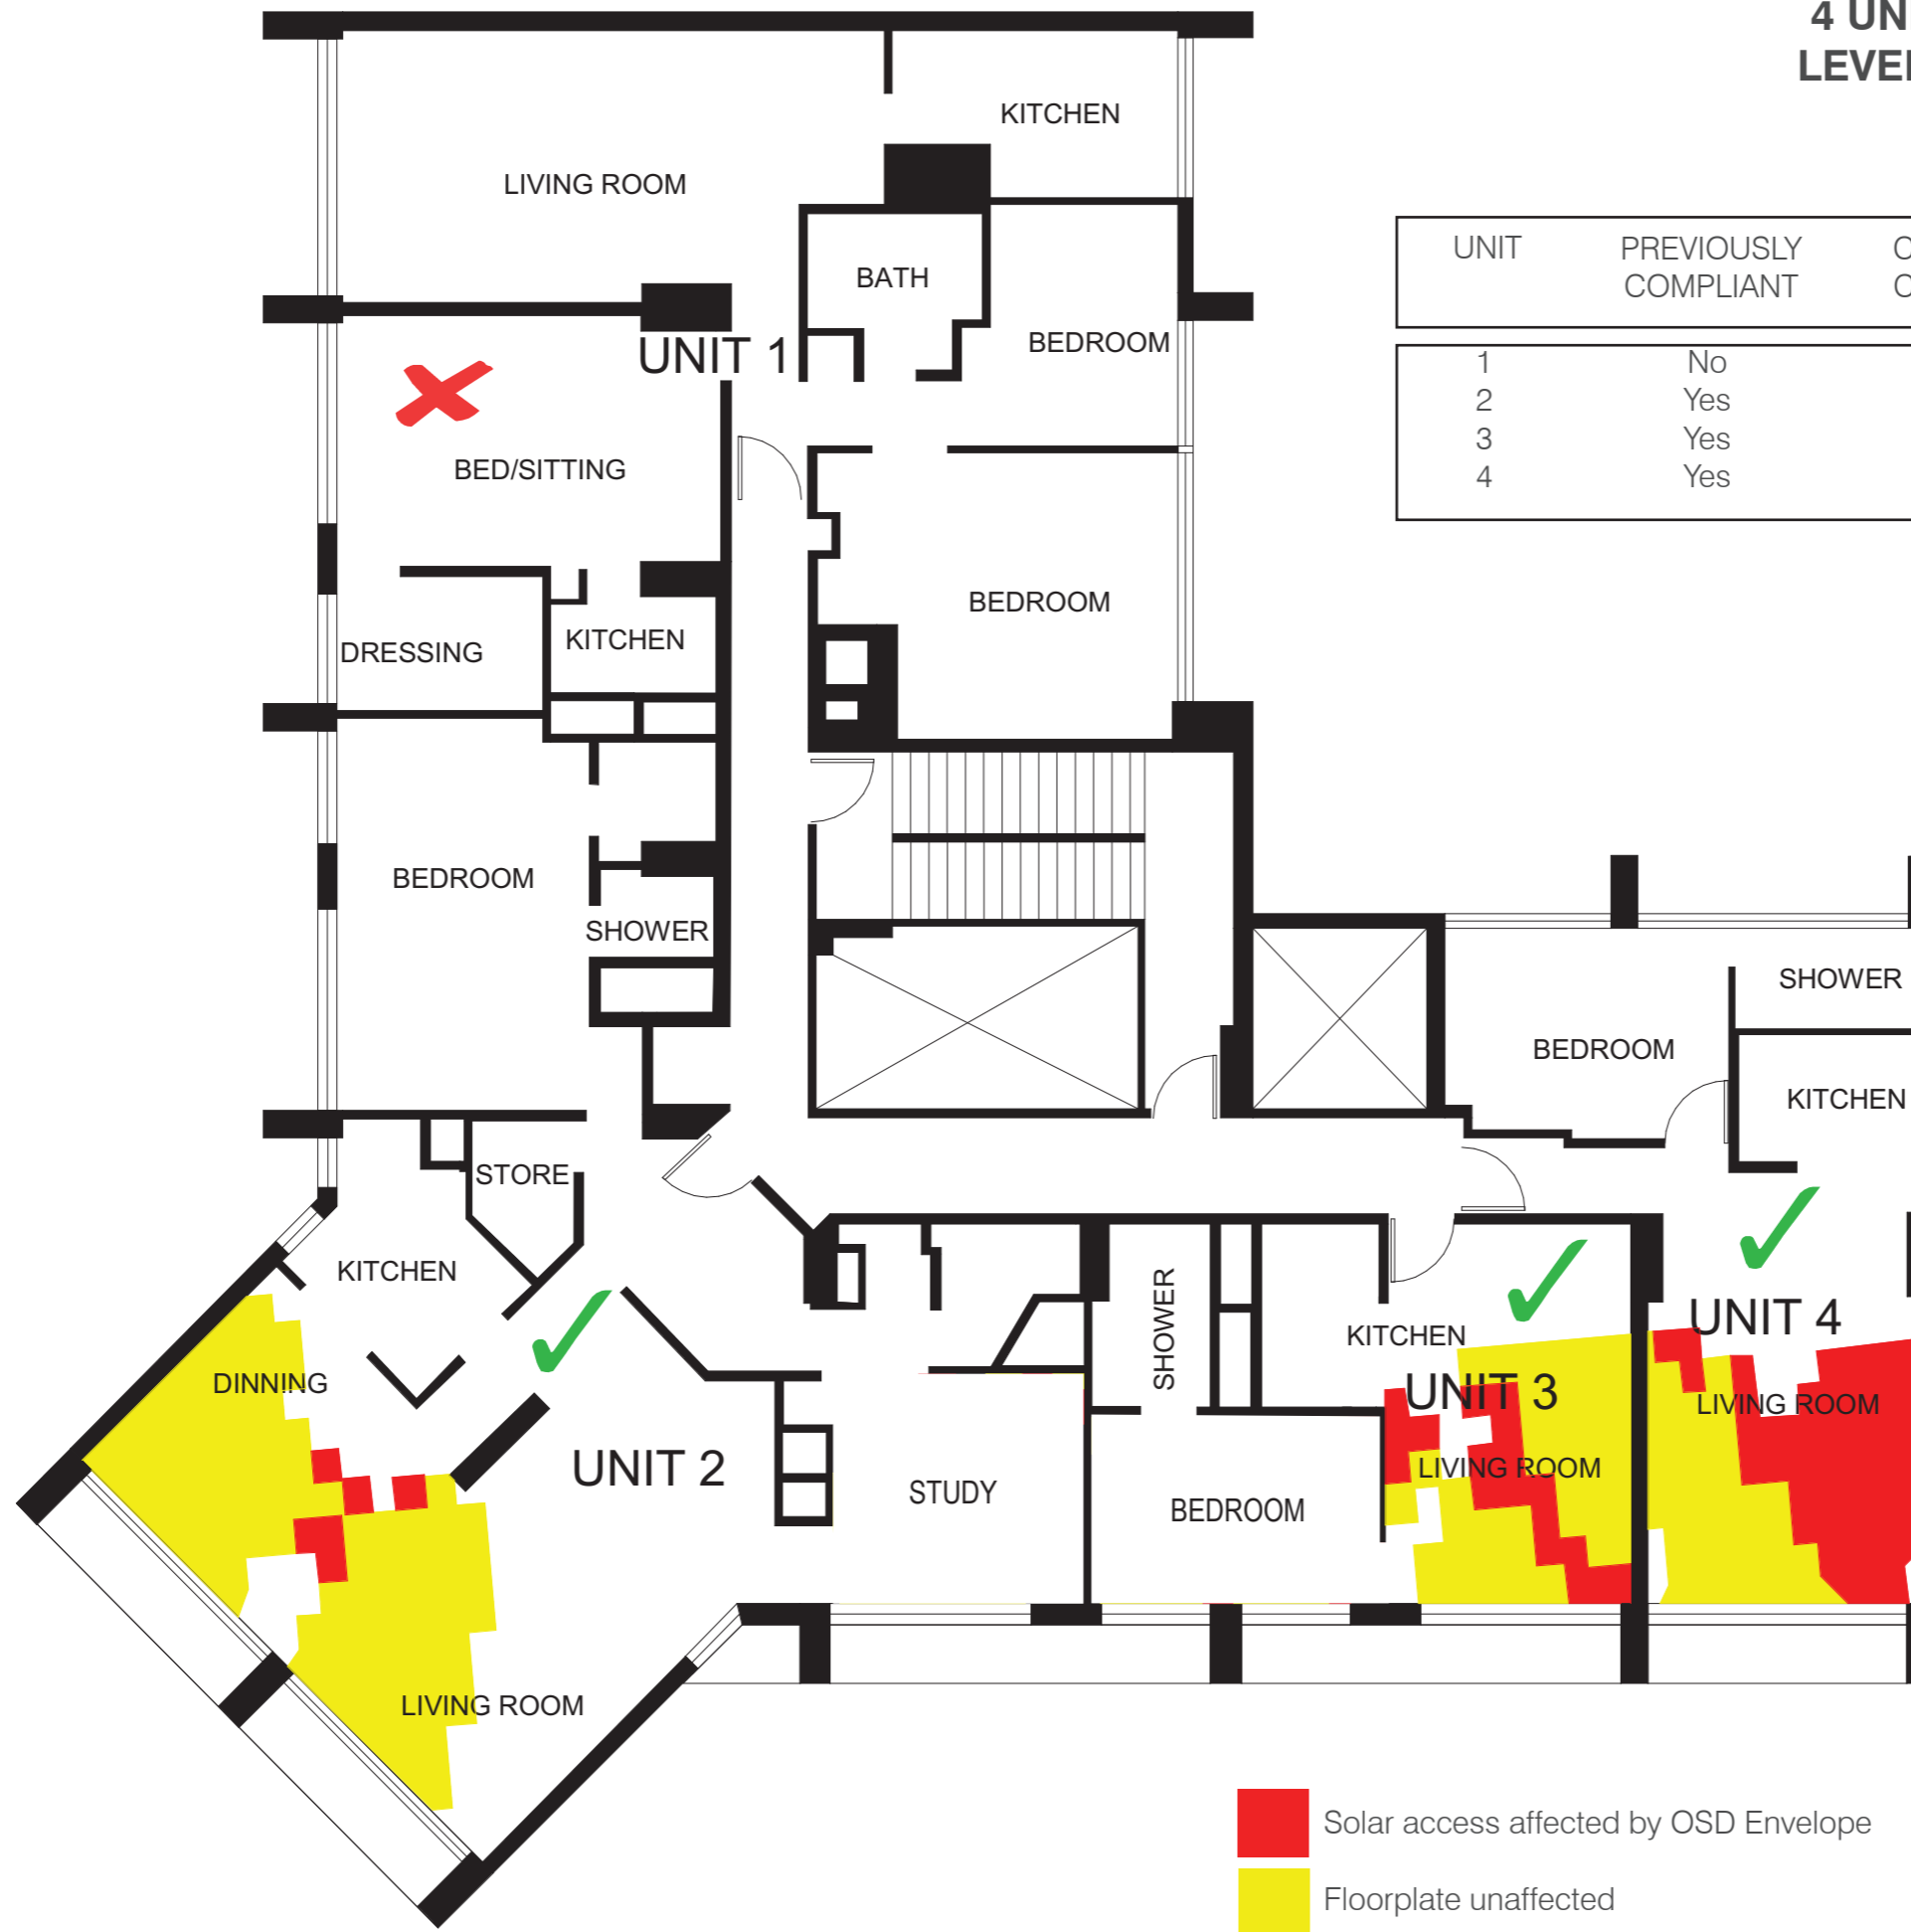 4 UN
LEVEL
KITCHEN
LIVING ROOM
UNIT PREVIOUSLY C
COMPLIANT C
BATH
BEDROOM
UNIT 1
1 No
2 Yes
3 Yes
4 Yes
BED/SITTING
BEDROOM
KITCHEN
DRESSING
BEDROOM
SHOWER
SHOWER
BEDROOM
KITCHEN
STORE
KITCHEN
SHOWER
KITCHEN
UNIT 4
DINNING
UNIT 3
LIVING ROOM
UNIT 2
LIVING ROOM
STUDY
BEDROOM
LIVING ROOM
Solar access affected by OSD Envelope
Floorplate unaffected